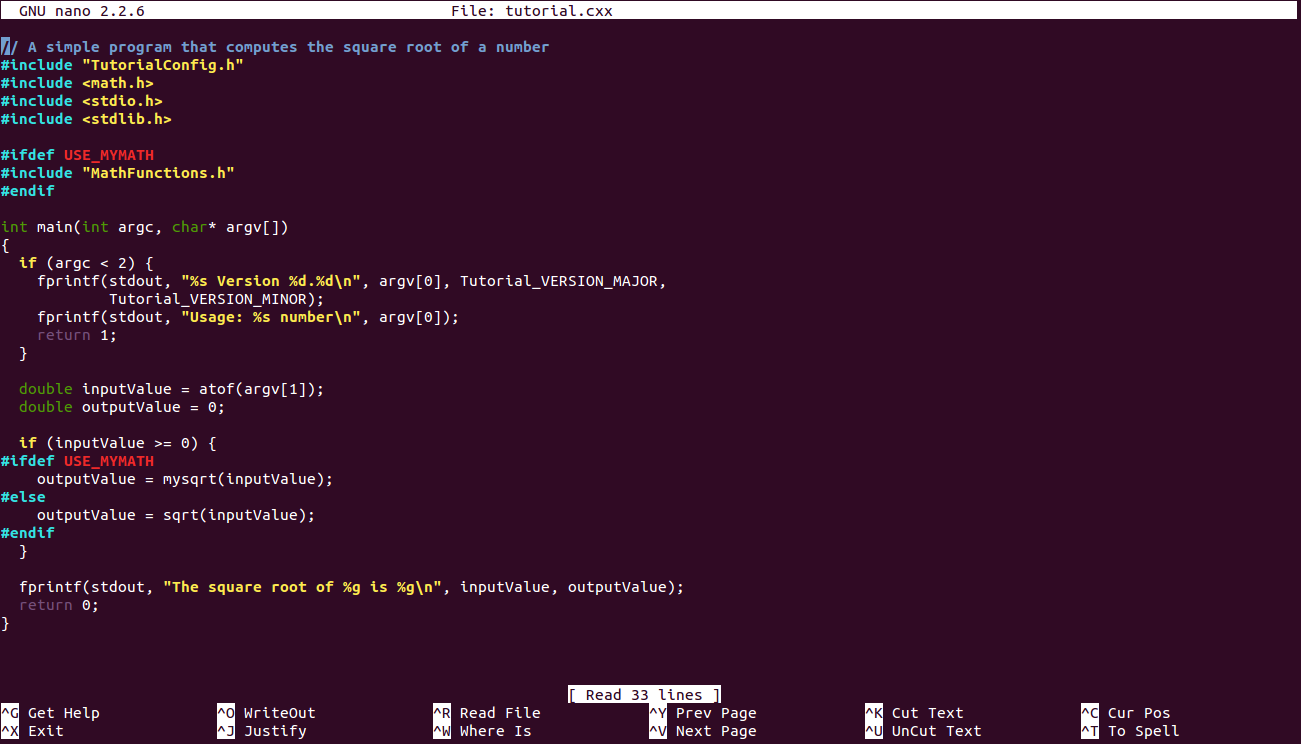 GNU nano 2.2.6 File: tutorial.cxx
// A simple program that computes the square root of a number
#include "TutorialConfig.h"
#include <math.h>
#include <stdio.h>
#include <stdlib.h>

#ifdef USE_MYMATH
#include "MathFunctions.h"
#endif

int main(int argc, char* argv[])
{
  if (argc < 2) {
    fprintf(stdout, "%s Version %d.%d\n", argv[0], Tutorial_VERSION_MAJOR,
            Tutorial_VERSION_MINOR);
    fprintf(stdout, "Usage: %s number\n", argv[0]);
    return 1;
  }

  double inputValue = atof(argv[1]);
  double outputValue = 0;

  if (inputValue >= 0) {
#ifdef USE_MYMATH
    outputValue = mysqrt(inputValue);
#else
    outputValue = sqrt(inputValue);
#endif
  }

  fprintf(stdout, "The square root of %g is %g\n", inputValue, outputValue);
  return 0;
}

[ Read 33 lines ]
^G Get Help ^O WriteOut ^R Read File ^Y Prev Page ^K Cut Text ^C Cur Pos
^X Exit ^J Justify ^W Where Is ^V Next Page ^U UnCut Text ^T To Spell